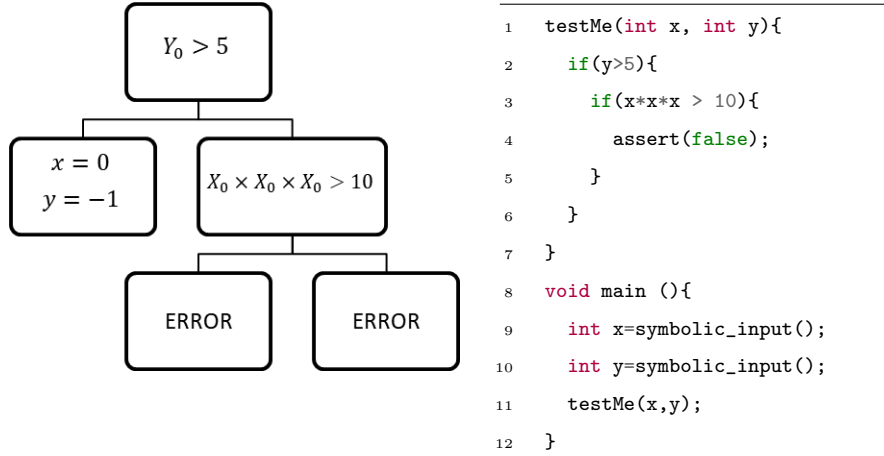 Y₀ > 5
x = 0
y = −1
X₀ × X₀ × X₀ > 10
ERROR
ERROR
1 testMe(int x, int y){
2 if(y>5){
3 if(x*x*x > 10){
4 assert(false);
5 }
6 }
7 }
8 void main (){
9 int x=symbolic_input();
10 int y=symbolic_input();
11 testMe(x,y);
12 }